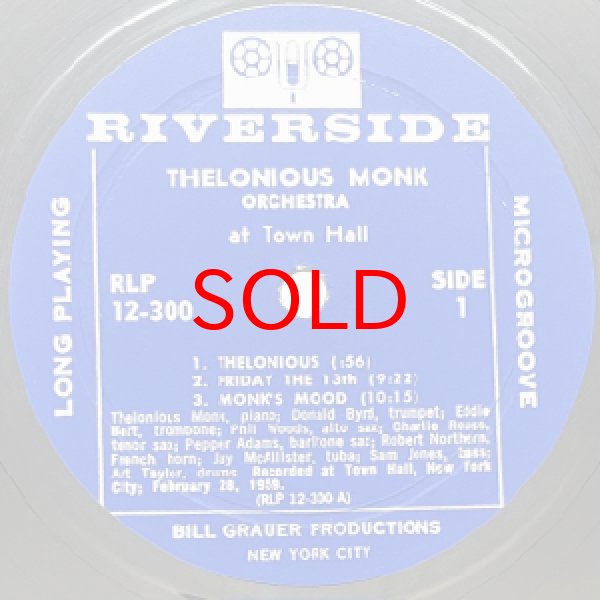 RIVERSIDE
THELONIOUS MONK
ORCHESTRA
at Town Hall
LONG PLAYING
MICROGROOVE
RLP
12-300
SIDE
1
SOLD
1. THELONIOUS (:56)
2. FRIDAY THE 13th (9:22)
3. MONK'S MOOD (10:15)
Thelonious Monk, piano; Donald Byrd, trumpet; Eddie
Bert, trombone; Phil Woods, alto sax; Charlie Rouse,
tenor sax; Pepper Adams, baritone sax; Robert Northern,
French horn; Jay McAllister, tuba; Sam Jones, bass;
Art Taylor, drums. Recorded at Town Hall, New York
City; February 28, 1959.
(RLP 12-300 A)
BILL GRAUER PRODUCTIONS
NEW YORK CITY